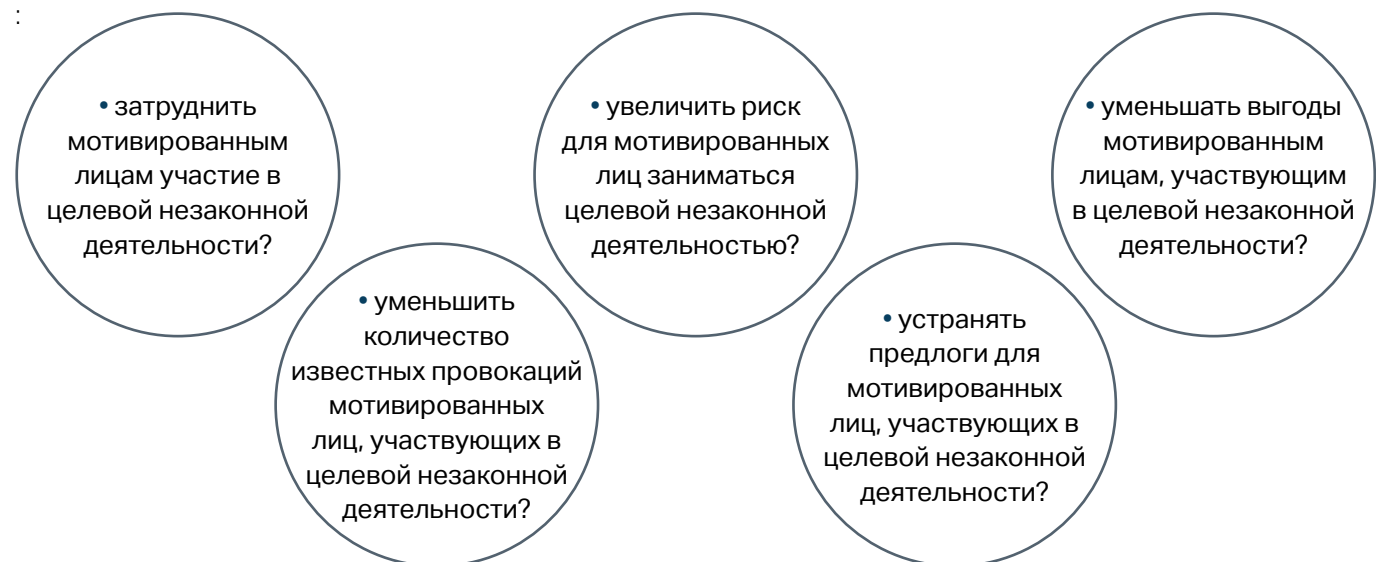 :
• затруднить
мотивированным
лицам участие в
целевой незаконной
деятельности?
• увеличить риск
для мотивированных
лиц заниматься
целевой незаконной
деятельностью?
• уменьшать выгоды
мотивированным
лицам, участвующим
в целевой незаконной
деятельности?
• уменьшить
количество
известных провокаций
мотивированных
лиц, участвующих в
целевой незаконной
деятельности?
• устранять
предлоги для
мотивированных
лиц, участвующих в
целевой незаконной
деятельности?